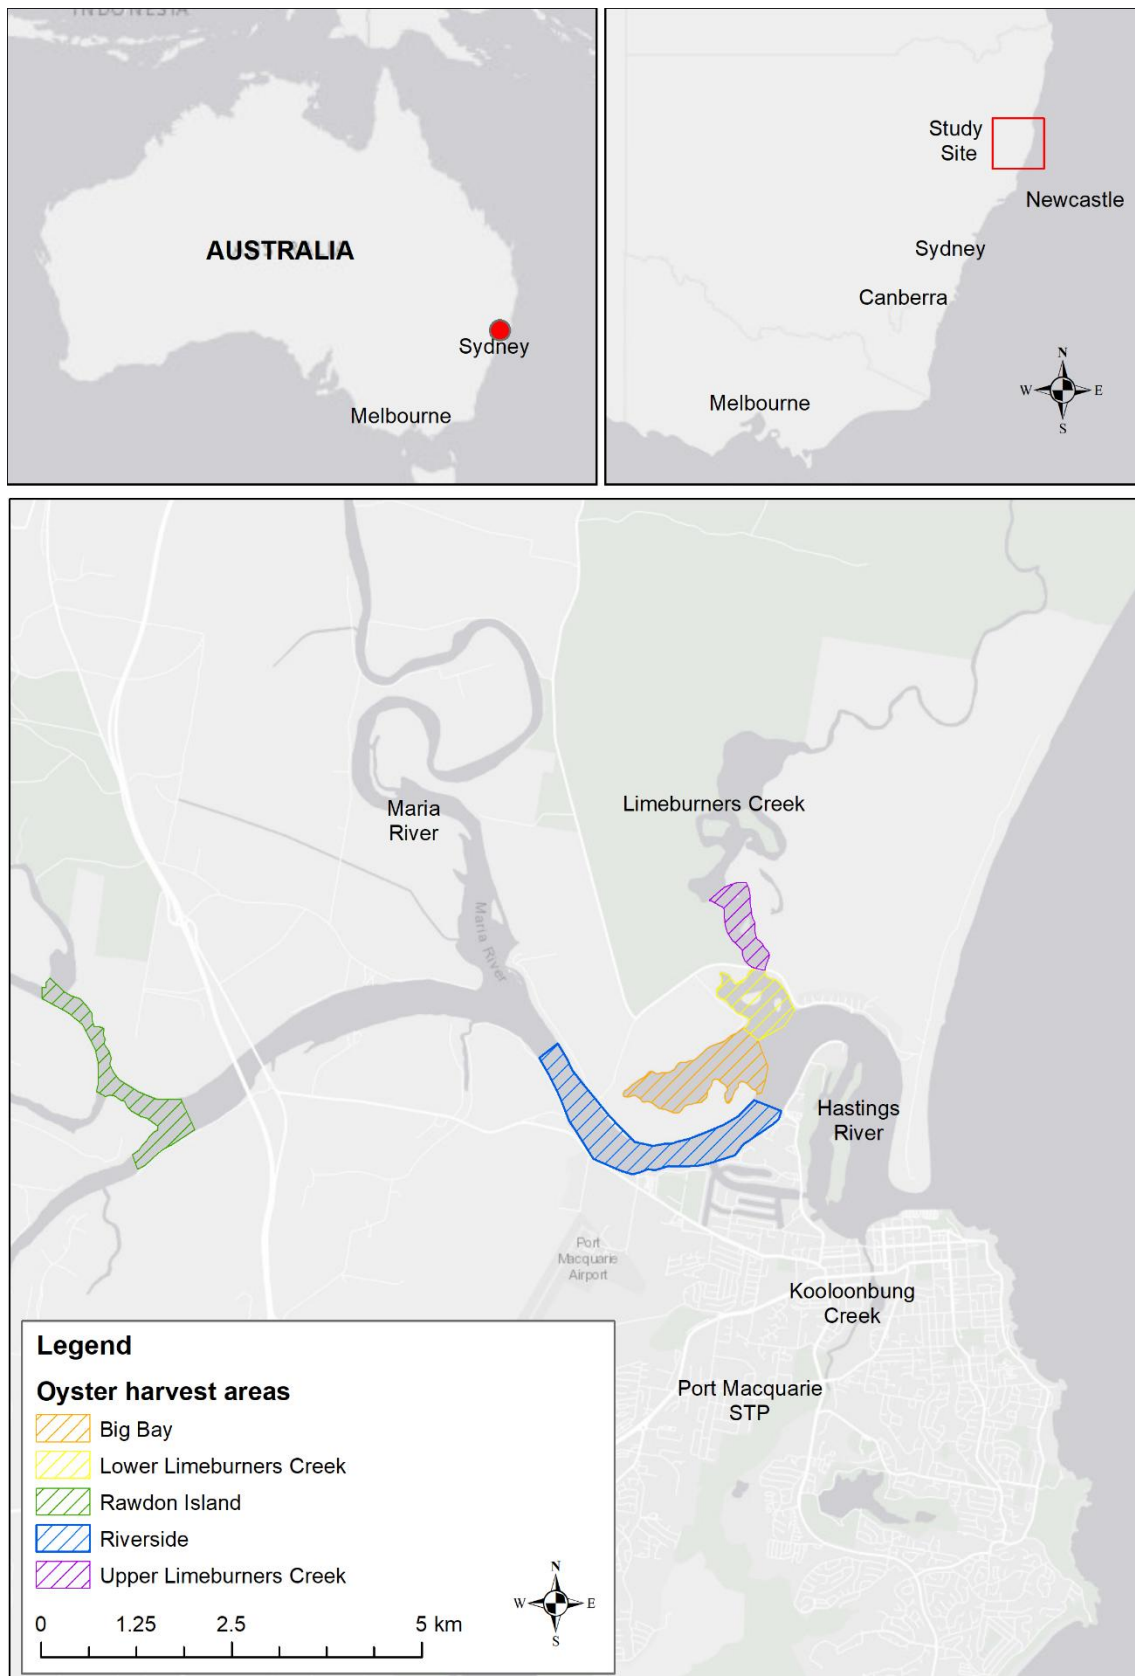 INDONESIA
AUSTRALIA
Sydney
Melbourne
Study
Site
Newcastle
Sydney
Canberra
Melbourne
N
W E
S
Limeburners Creek
Maria
River
Maria River
Hastings
River
Port
Macquarie
Airport
Kooloonbung
Creek
Port Macquarie
STP
Legend
Oyster harvest areas
Big Bay
Lower Limeburners Creek
Rawdon Island
Riverside
Upper Limeburners Creek
N
W E
S
0 1.25 2.5 5 km